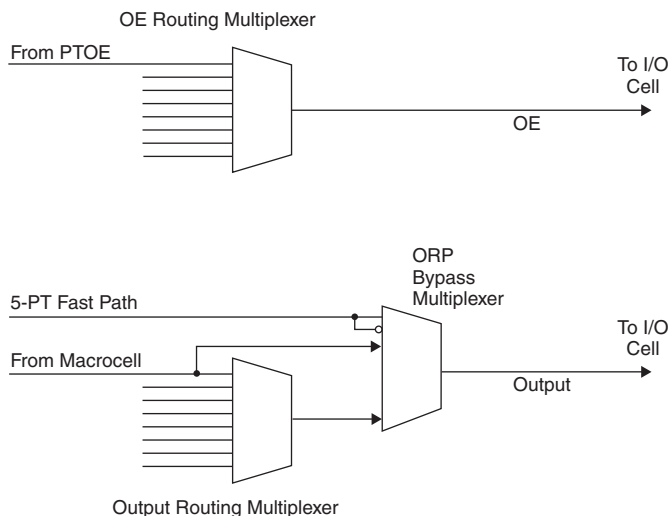 OE Routing Multiplexer
From PTOE
To I/O
Cell
OE
ORP
Bypass
Multiplexer
5-PT Fast Path
To I/O
Cell
From Macrocell
Output
Output Routing Multiplexer